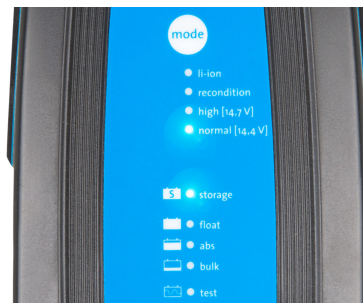 mode
li-ion
recondition
high [14,7 V]
normal [14,4 V]
S storage
float
abs
bulk
test